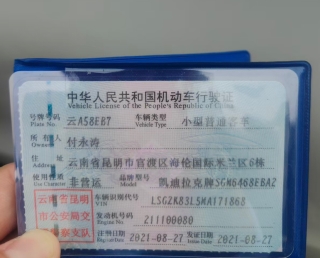 中华人民共和国机动车行驶证
Vehicle License of the People's Republic of China
号牌号码 云A58EB7 车辆类型 小型普通客车
Plate No. Vehicle Type
所有人 付永涛
Owner
住址 云南省昆明市官渡区海伦国际米兰区6栋
Address
使用性质 非营运 品牌型号 凯迪拉克牌SGM6468EBA2
Use Character
云南省昆 车辆识别代号 LSGZK83L5MA171868
VIN
明市公安局交 发动机号码 211100080
Engine No.
警察支队 注册日期 2021-08-27 发证日期 2021-08-27
Register Date Issue Date